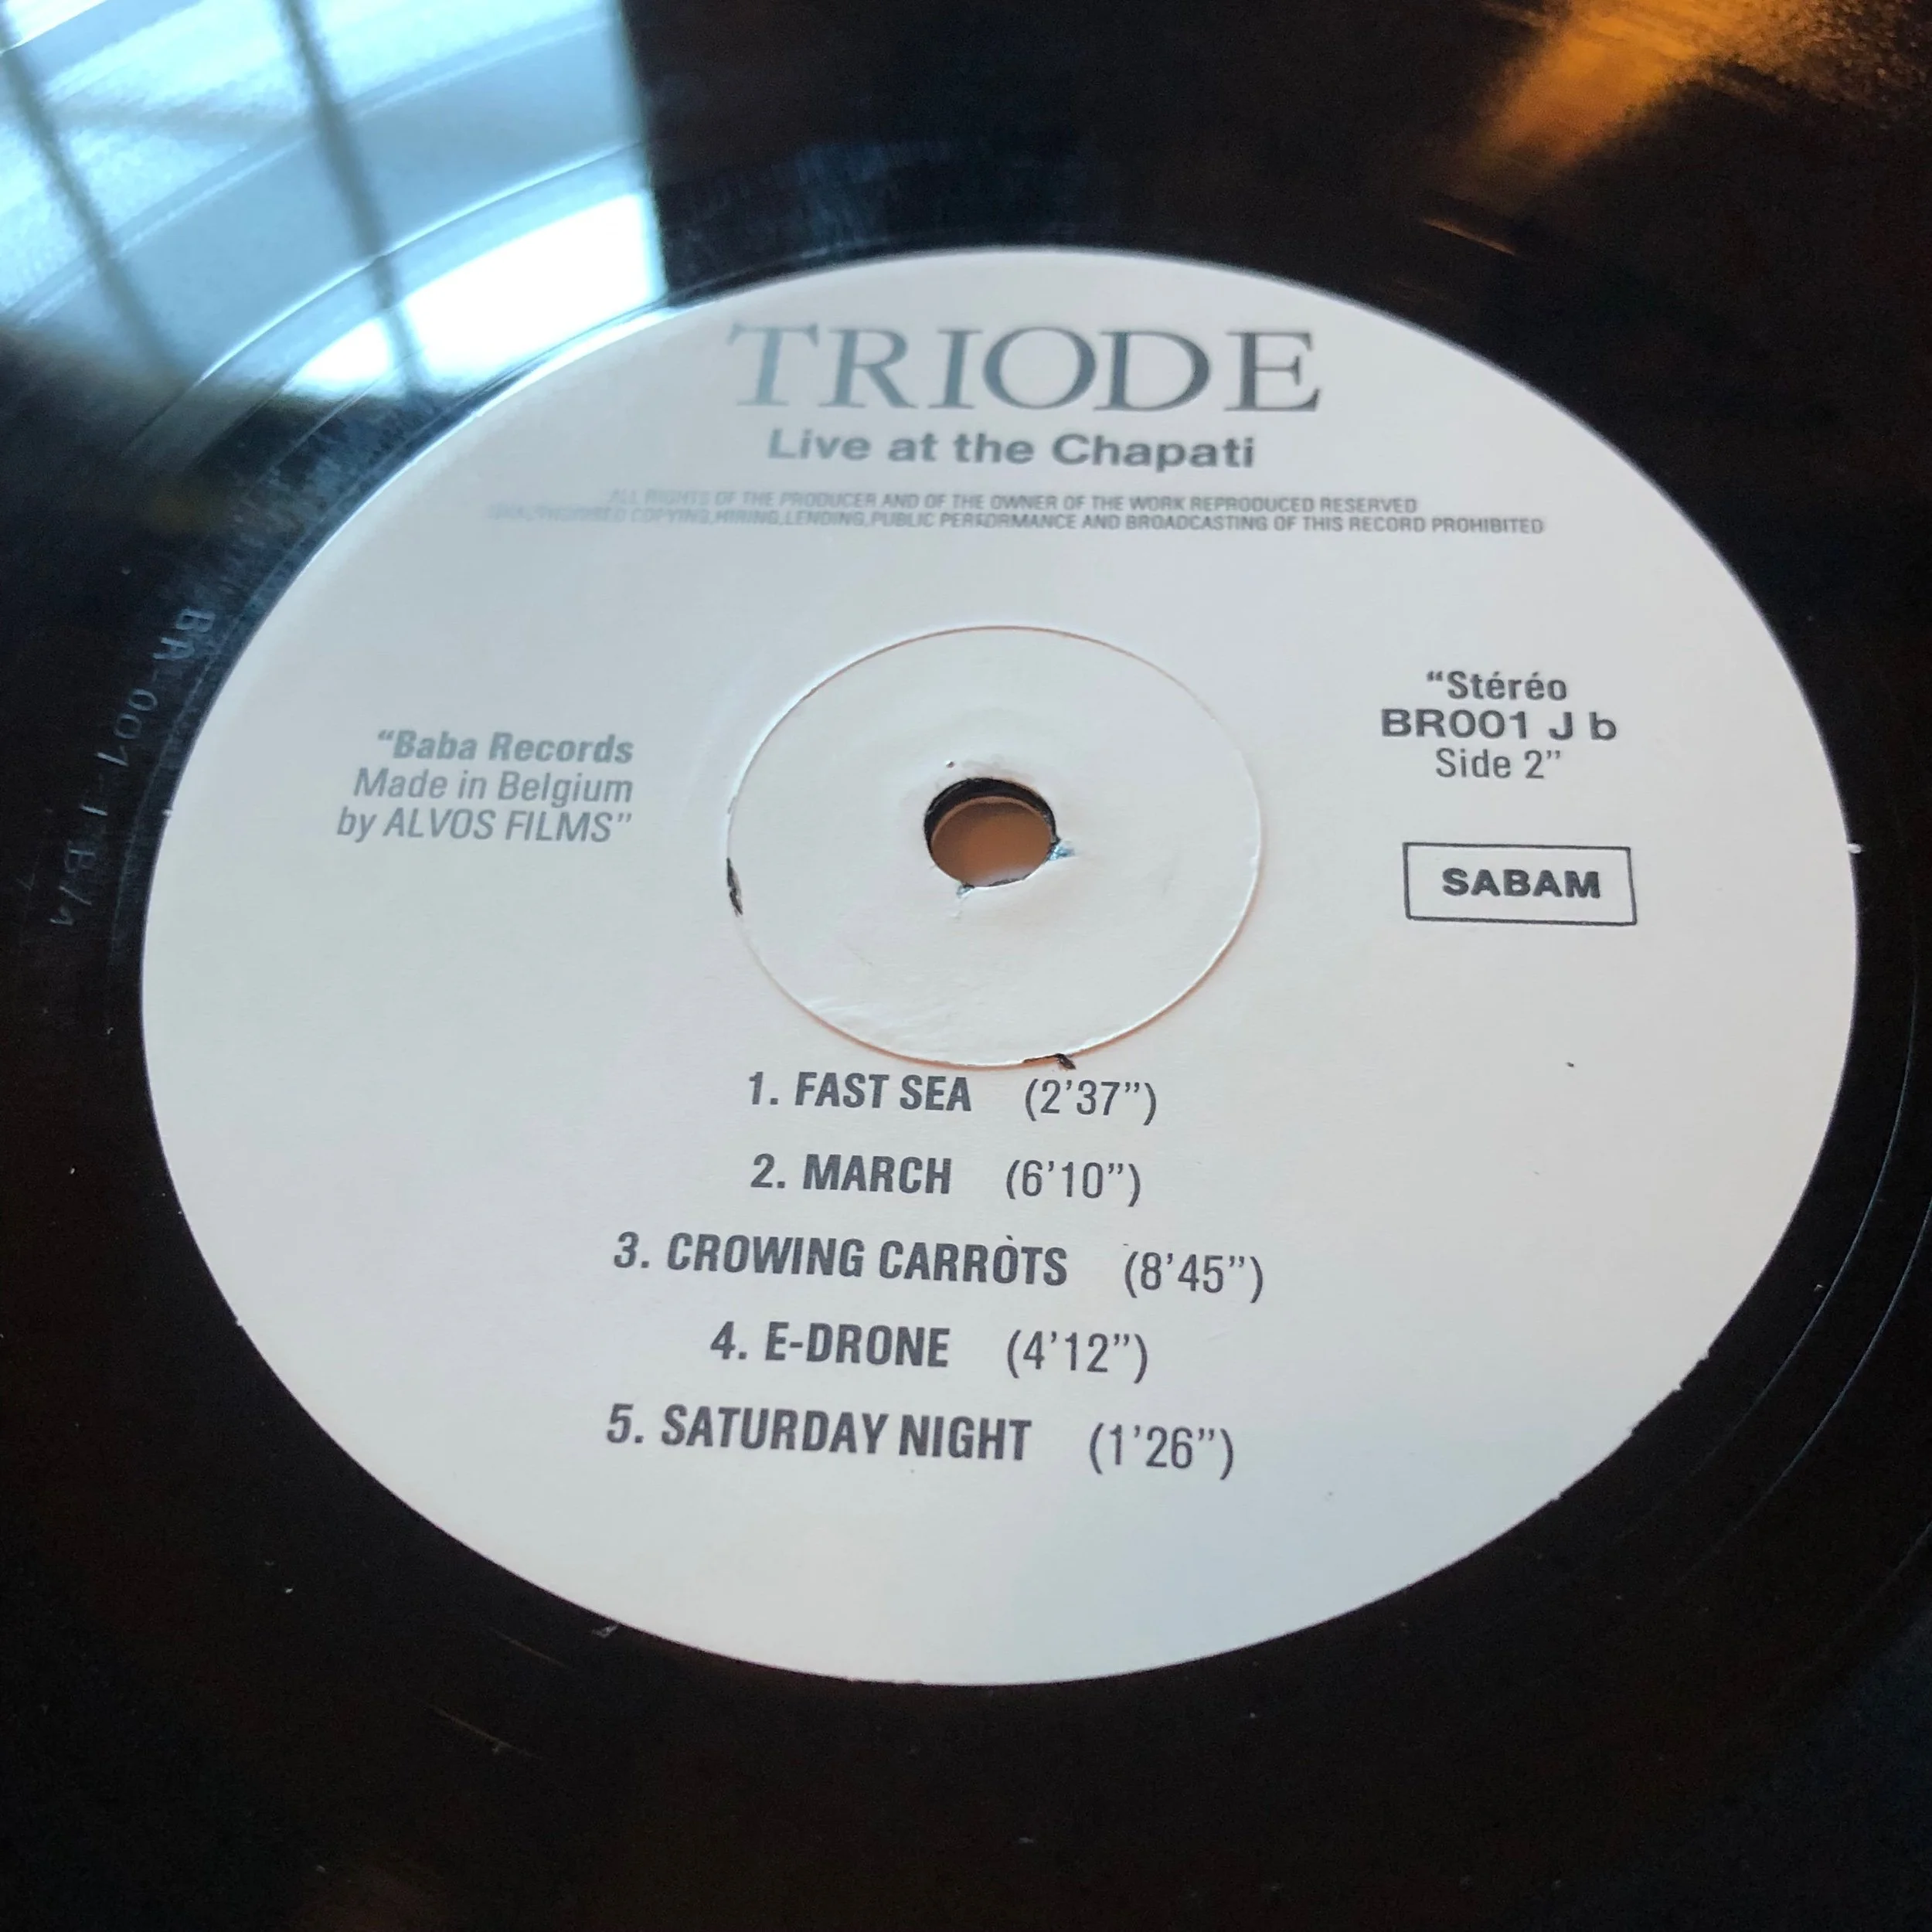 TRIODE
Live at the Chapati
ALL RIGHTS OF THE PRODUCER AND OF THE OWNER OF THE WORK REPRODUCED RESERVED
UNAUTHORISED COPYING,HIRING,LENDING,PUBLIC PERFORMANCE AND BROADCASTING OF THIS RECORD PROHIBITED
"Baba Records
Made in Belgium
by ALVOS FILMS"
"Stéréo
BR001 J b
Side 2"
SABAM
1. FAST SEA (2'37")
2. MARCH (6'10")
3. CROWING CARRÒTS (8'45")
4. E-DRONE (4'12")
5. SATURDAY NIGHT (1'26")